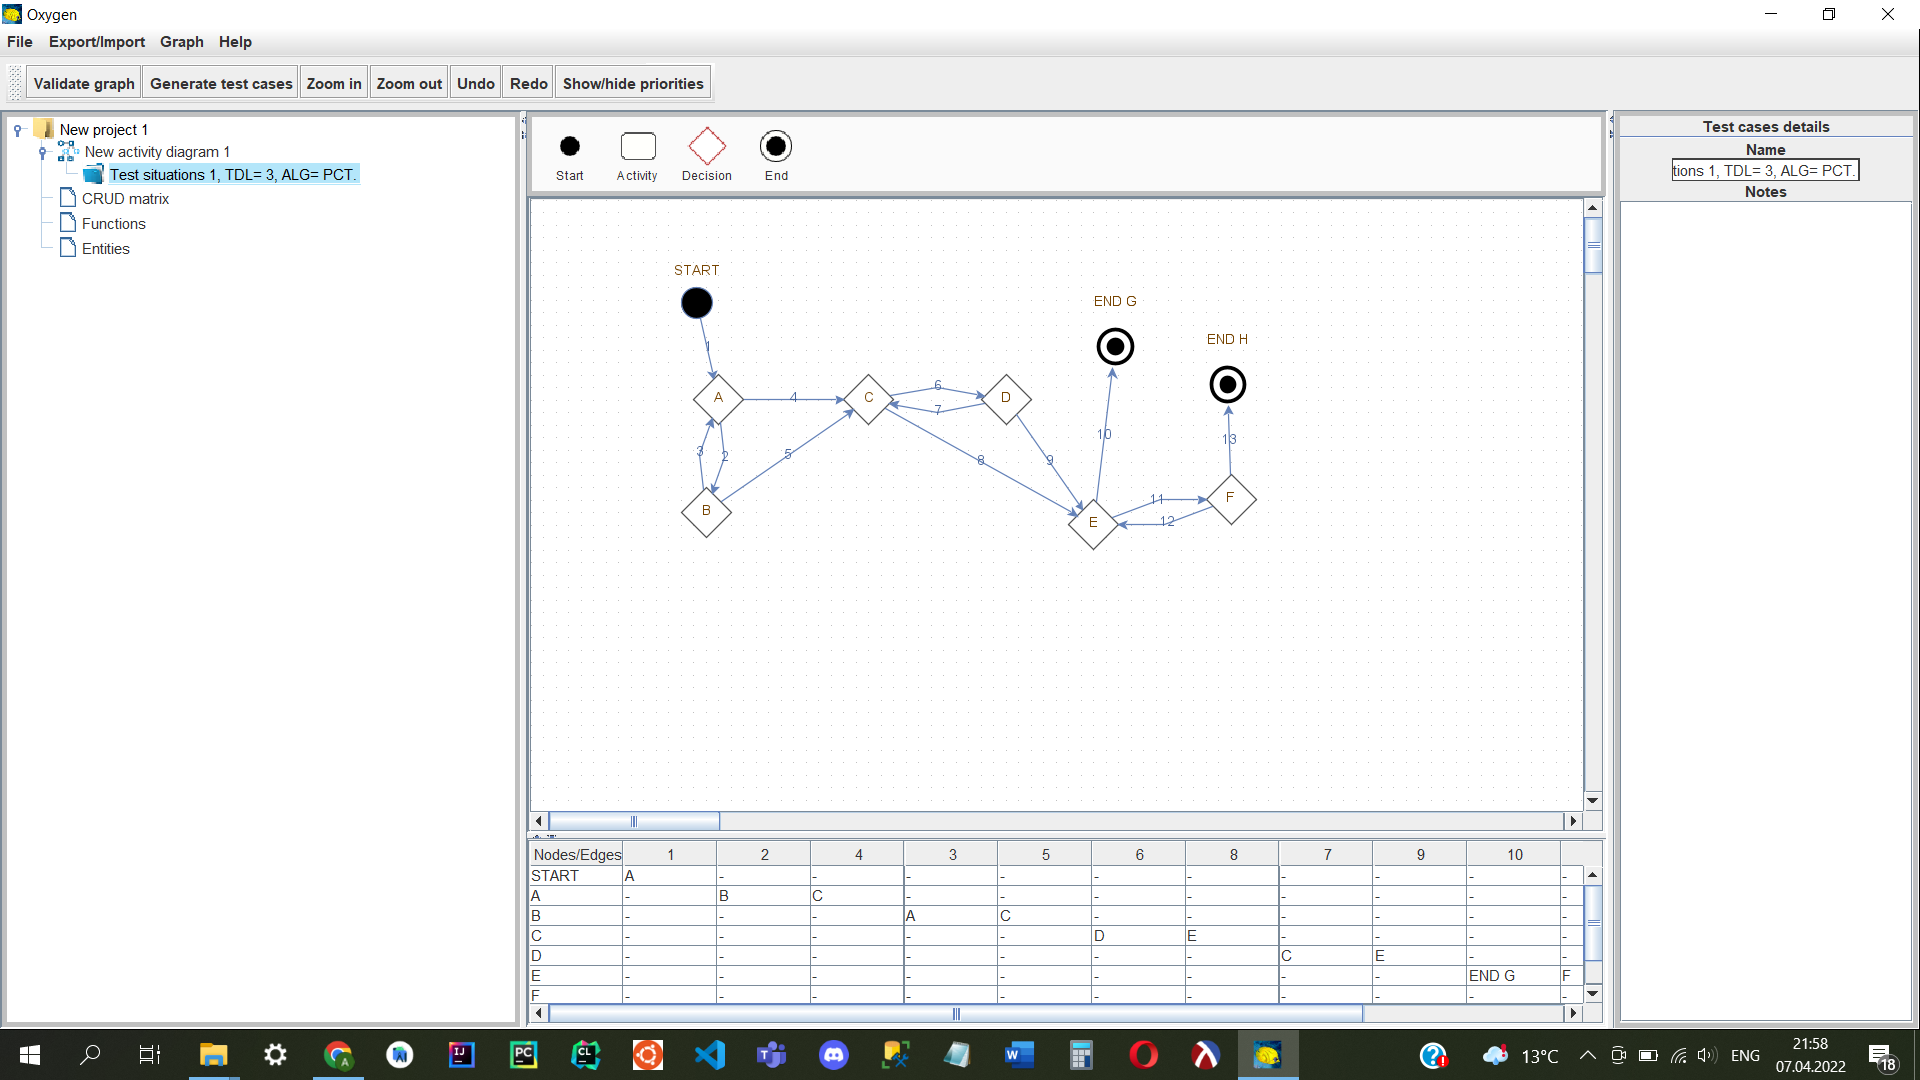 Oxygen
File Export/Import Graph Help
Validate graph Generate test cases Zoom in Zoom out Undo Redo Show/hide priorities
New project 1
New activity diagram 1
Test situations 1, TDL= 3, ALG= PCT.
CRUD matrix
Functions
Entities
Start Activity Decision End
START
END G
END H
1
A
4
C
6
7
D
3
2
5
8
9
10
13
B
E
11
12
F
Nodes/Edges 1 2 4 3 5 6 8 7 9 10
START A - - - - - - - - - -
A - B C - - - - - - - -
B - - - A C - - - - - -
C - - - - - D E - - - -
D - - - - - - - C E - -
E - - - - - - - - - END G F
F - - - - - - - - - - -
Test cases details
Name
tions 1, TDL= 3, ALG= PCT.
Notes
13°C ENG 21:58
07.04.2022
18